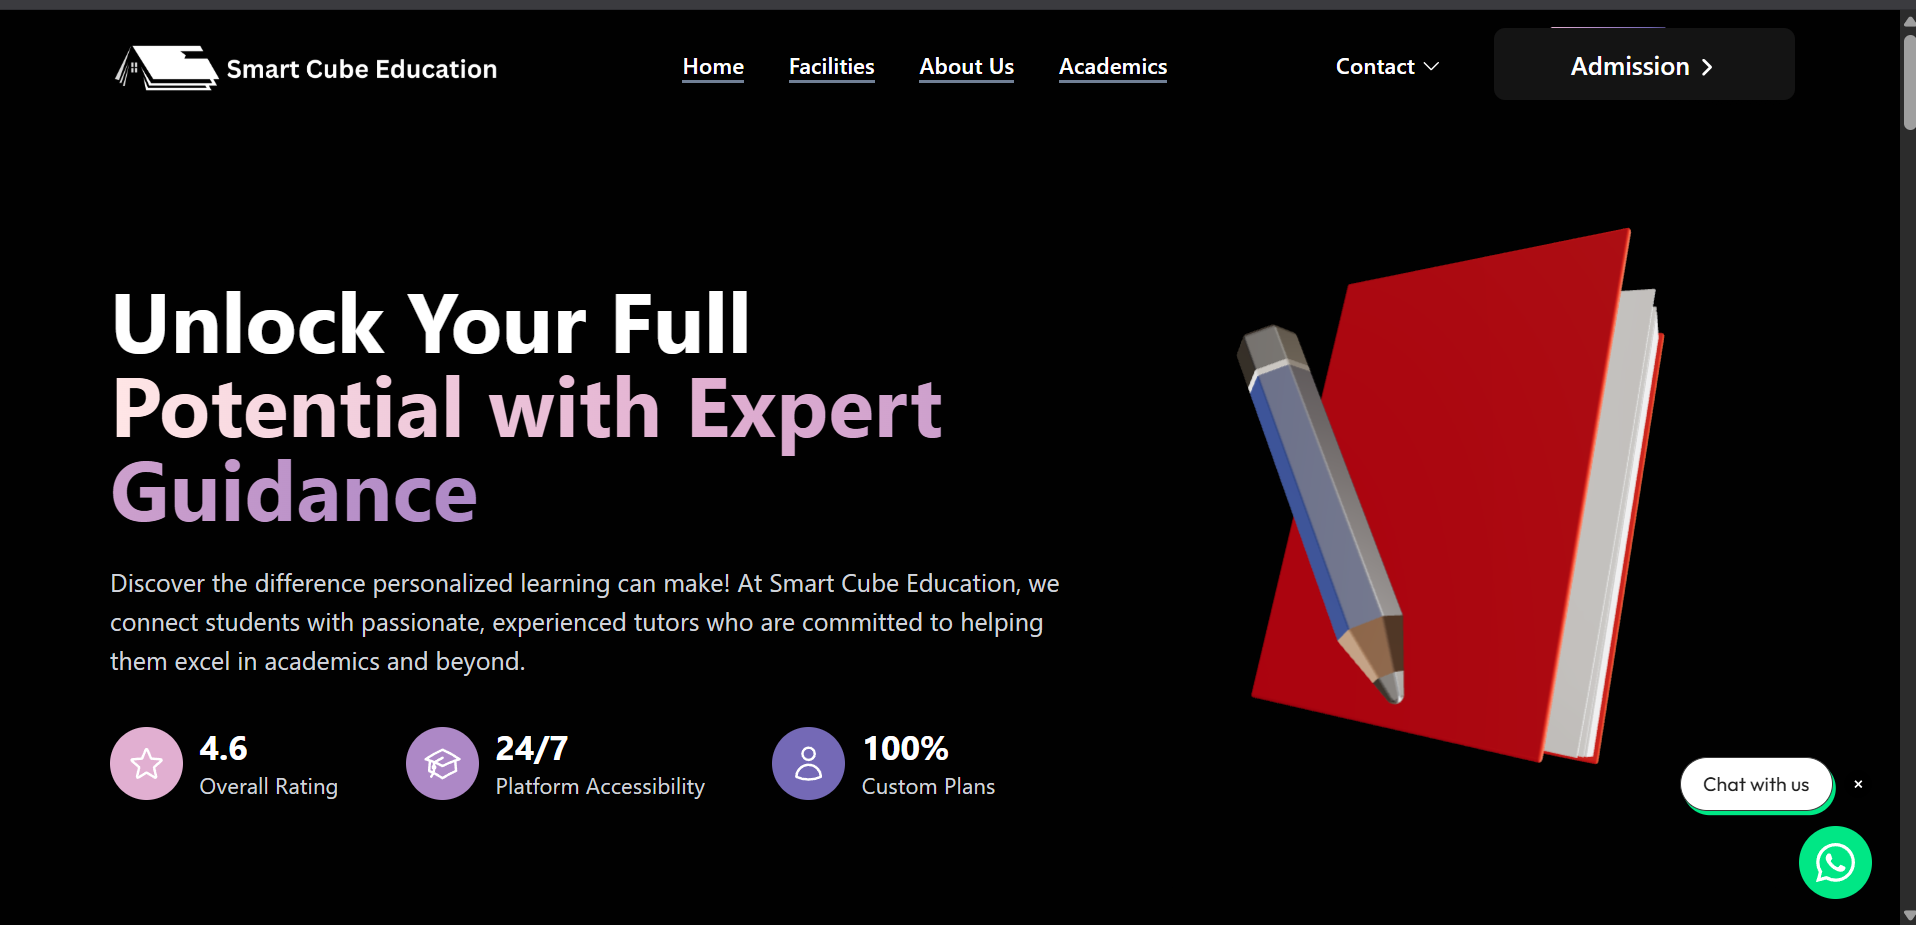 Smart Cube Education
Home
Facilities
About Us
Academics
Contact
Admission
Unlock Your Full
Potential with Expert
Guidance
Discover the difference personalized learning can make! At Smart Cube Education, we
connect students with passionate, experienced tutors who are committed to helping
them excel in academics and beyond.
4.6
Overall Rating
24/7
Platform Accessibility
100%
Custom Plans
Chat with us